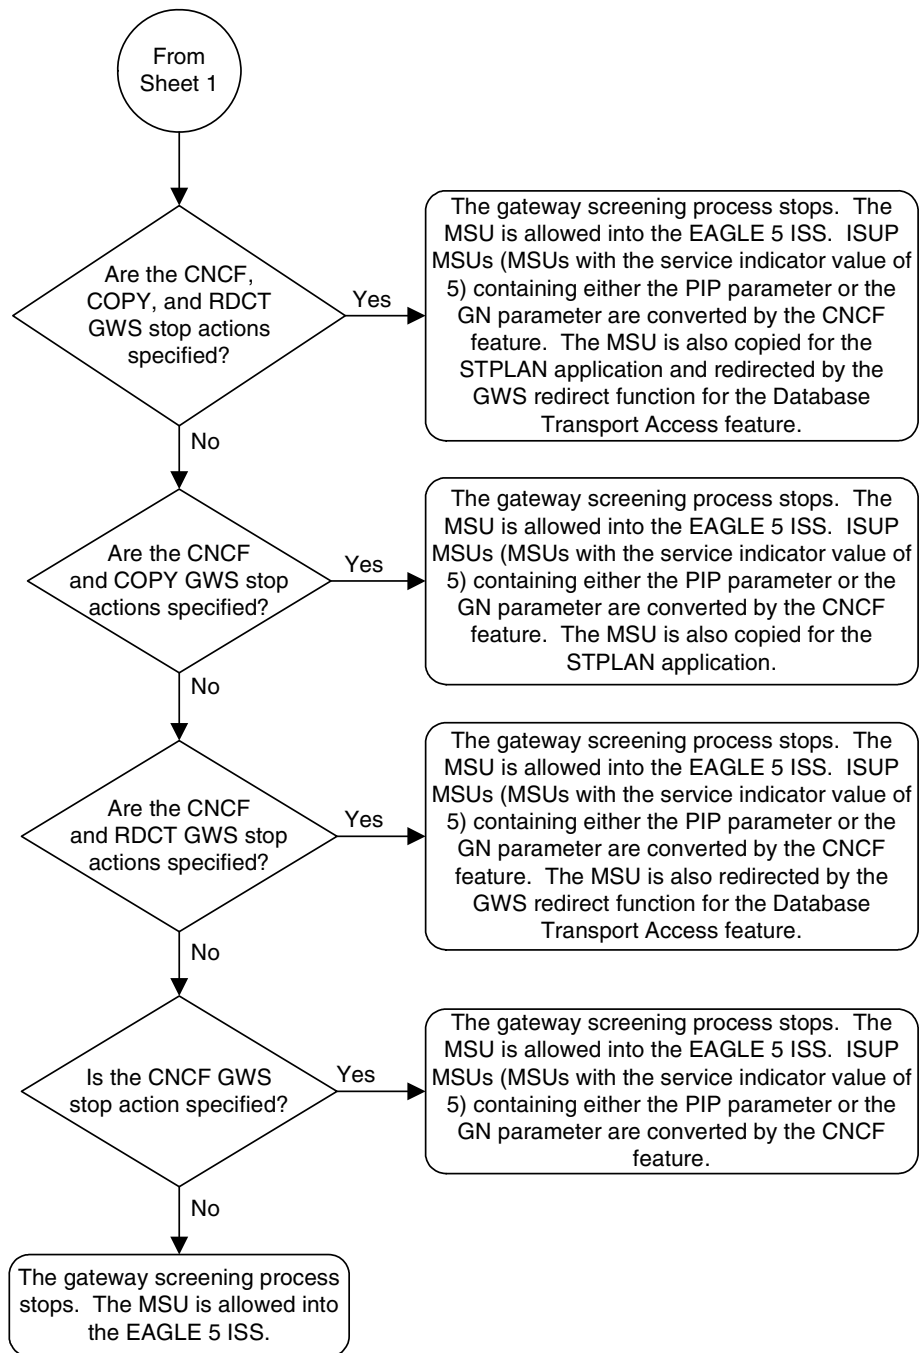 From
Sheet 1
Are the CNCF,
COPY, and RDCT
GWS stop actions
specified?
Yes
The gateway screening process stops.  The
MSU is allowed into the EAGLE 5 ISS.  ISUP
MSUs (MSUs with the service indicator value of
5) containing either the PIP parameter or the
GN parameter are converted by the CNCF
feature.  The MSU is also copied for the
STPLAN application and redirected by the
GWS redirect function for the Database
Transport Access feature.
No
Are the CNCF
and COPY GWS stop
actions specified?
Yes
The gateway screening process stops.  The
MSU is allowed into the EAGLE 5 ISS.  ISUP
MSUs (MSUs with the service indicator value of
5) containing either the PIP parameter or the
GN parameter are converted by the CNCF
feature.  The MSU is also copied for the
STPLAN application.
No
Are the CNCF
and RDCT GWS stop
actions specified?
Yes
The gateway screening process stops.  The
MSU is allowed into the EAGLE 5 ISS.  ISUP
MSUs (MSUs with the service indicator value of
5) containing either the PIP parameter or the
GN parameter are converted by the CNCF
feature.  The MSU is also redirected by the
GWS redirect function for the Database
Transport Access feature.
No
Is the CNCF GWS
stop action specified?
Yes
The gateway screening process stops.  The
MSU is allowed into the EAGLE 5 ISS.  ISUP
MSUs (MSUs with the service indicator value of
5) containing either the PIP parameter or the
GN parameter are converted by the CNCF
feature.
No
The gateway screening process
stops.  The MSU is allowed into
the EAGLE 5 ISS.